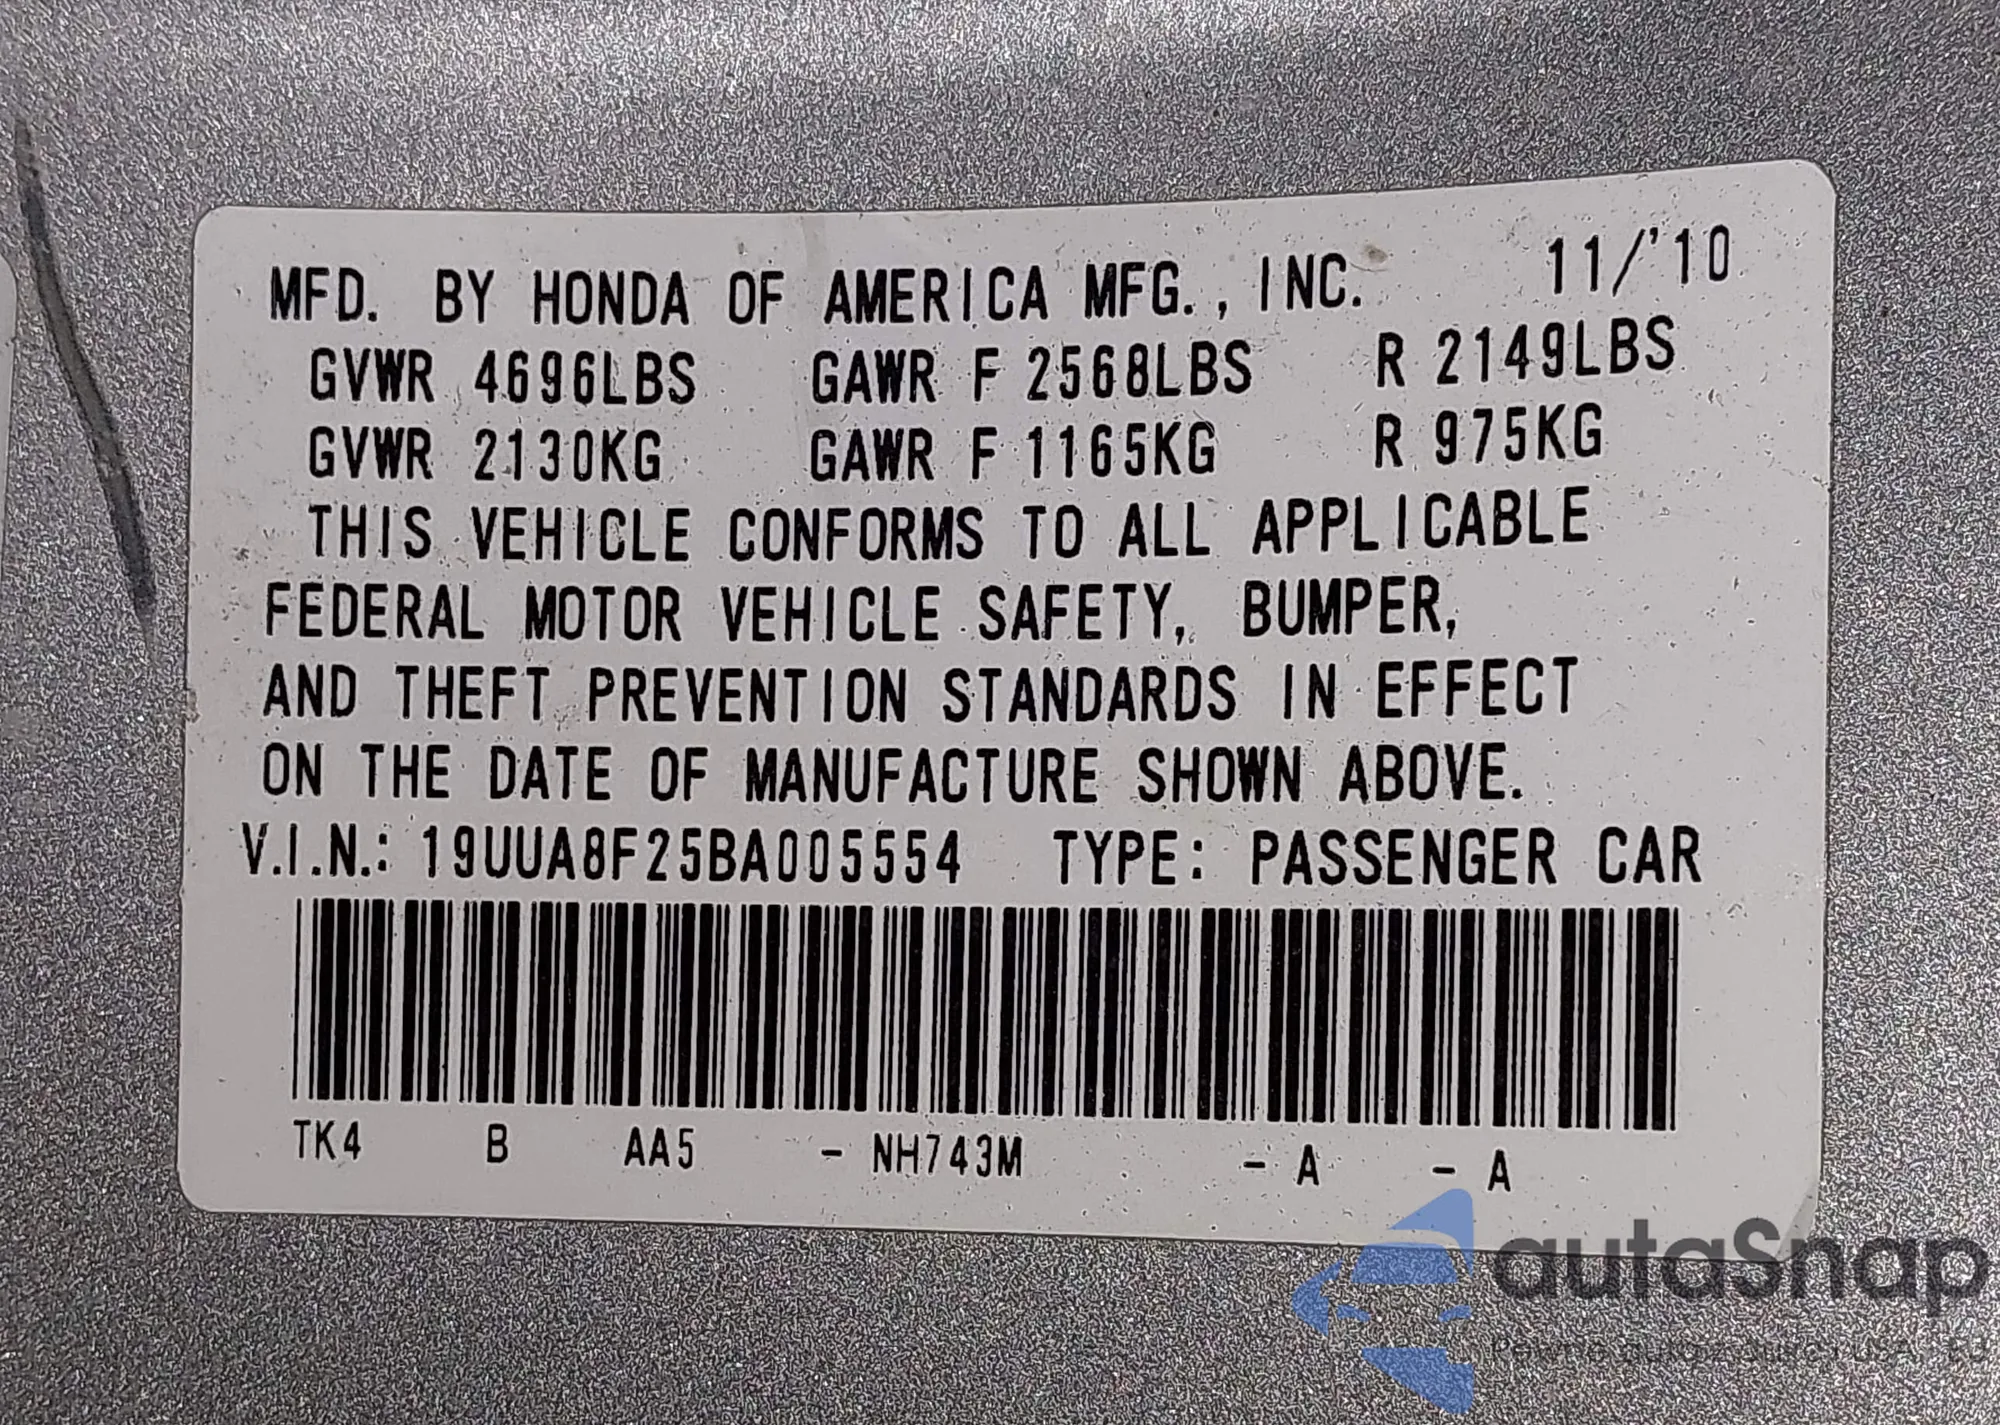 MFD. BY HONDA OF AMERICA MFG., INC. 11/'10
GVWR 4696LBS GAWR F 2568LBS R 2149LBS
GVWR 2130KG GAWR F 1165KG R 975KG
THIS VEHICLE CONFORMS TO ALL APPLICABLE
FEDERAL MOTOR VEHICLE SAFETY, BUMPER,
AND THEFT PREVENTION STANDARDS IN EFFECT
ON THE DATE OF MANUFACTURE SHOWN ABOVE.
V.I.N.: 19UUA8F25BA005554 TYPE: PASSENGER CAR
TK4 B AA5 - NH743M - A - A
autaSnap